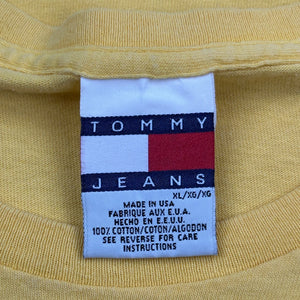 TOMMY
JEANS
XL/XG/XG
MADE IN USA
FABRIQUE AUX E.U.A.
HECHO EN E.E.U.U.
100% COTTON/COTON/ALGODON
SEE REVERSE FOR CARE
INSTRUCTIONS